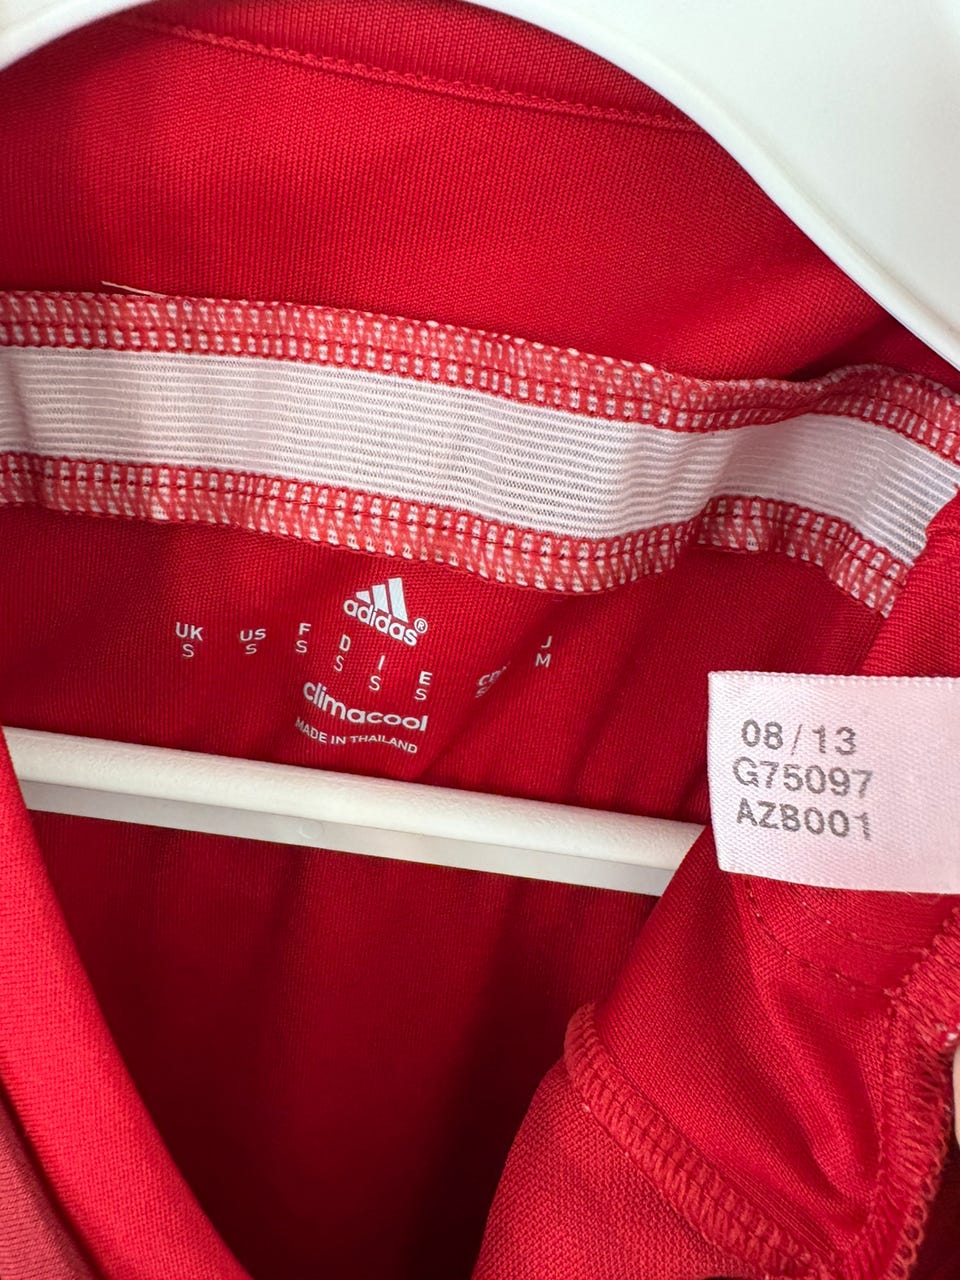 adidas®
UK US F D I E J
S S S S S S M
climacool
MADE IN THAILAND
08/13
G75097
AZ8001